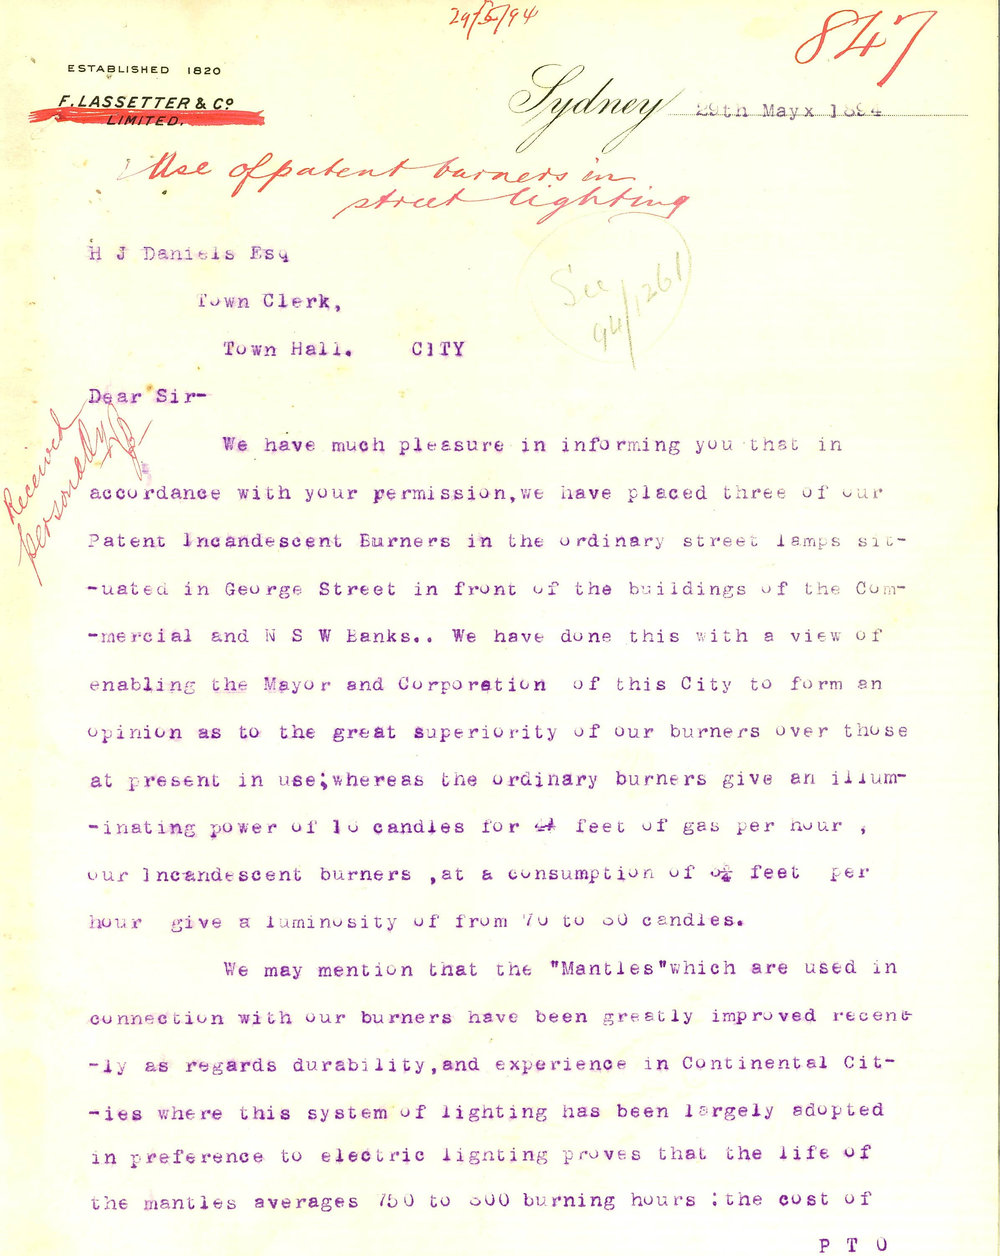 29/5/94
847
ESTABLISHED 1820
F. LASSETTER & Co
LIMITED.
Sydney 29th Mayx 1894
Use of patent burners in
street lighting
H J Daniels Esq
See
94/1261
Town Clerk,
Town Hall. CITY
Dear Sir-
Received
personally
We have much pleasure in informing you that in
accordance with your permission,we have placed three of our
Patent Incandescent Burners in the ordinary street lamps sit-
-uated in George Street in front of the buildings of the Com-
-mercial and N S W Banks.. We have done this with a view of
enabling the Mayor and Corporation of this City to form an
opinion as to the great superiority of our burners over those
at present in use;whereas the ordinary burners give an illum-
-inating power of 16 candles for feet of gas per hour ,
our Incandescent burners ,at a consumption of feet per
hour give a luminosity of from 70 to 80 candles.
We may mention that the "Mantles"which are used in
connection with our burners have been greatly improved recent-
-ly as regards durability,and experience in Continental Cit-
-ies where this system of lighting has been largely adopted
in preference to electric lighting proves that the life of
the mantles averages 750 to 800 burning hours :the cost of
P T O